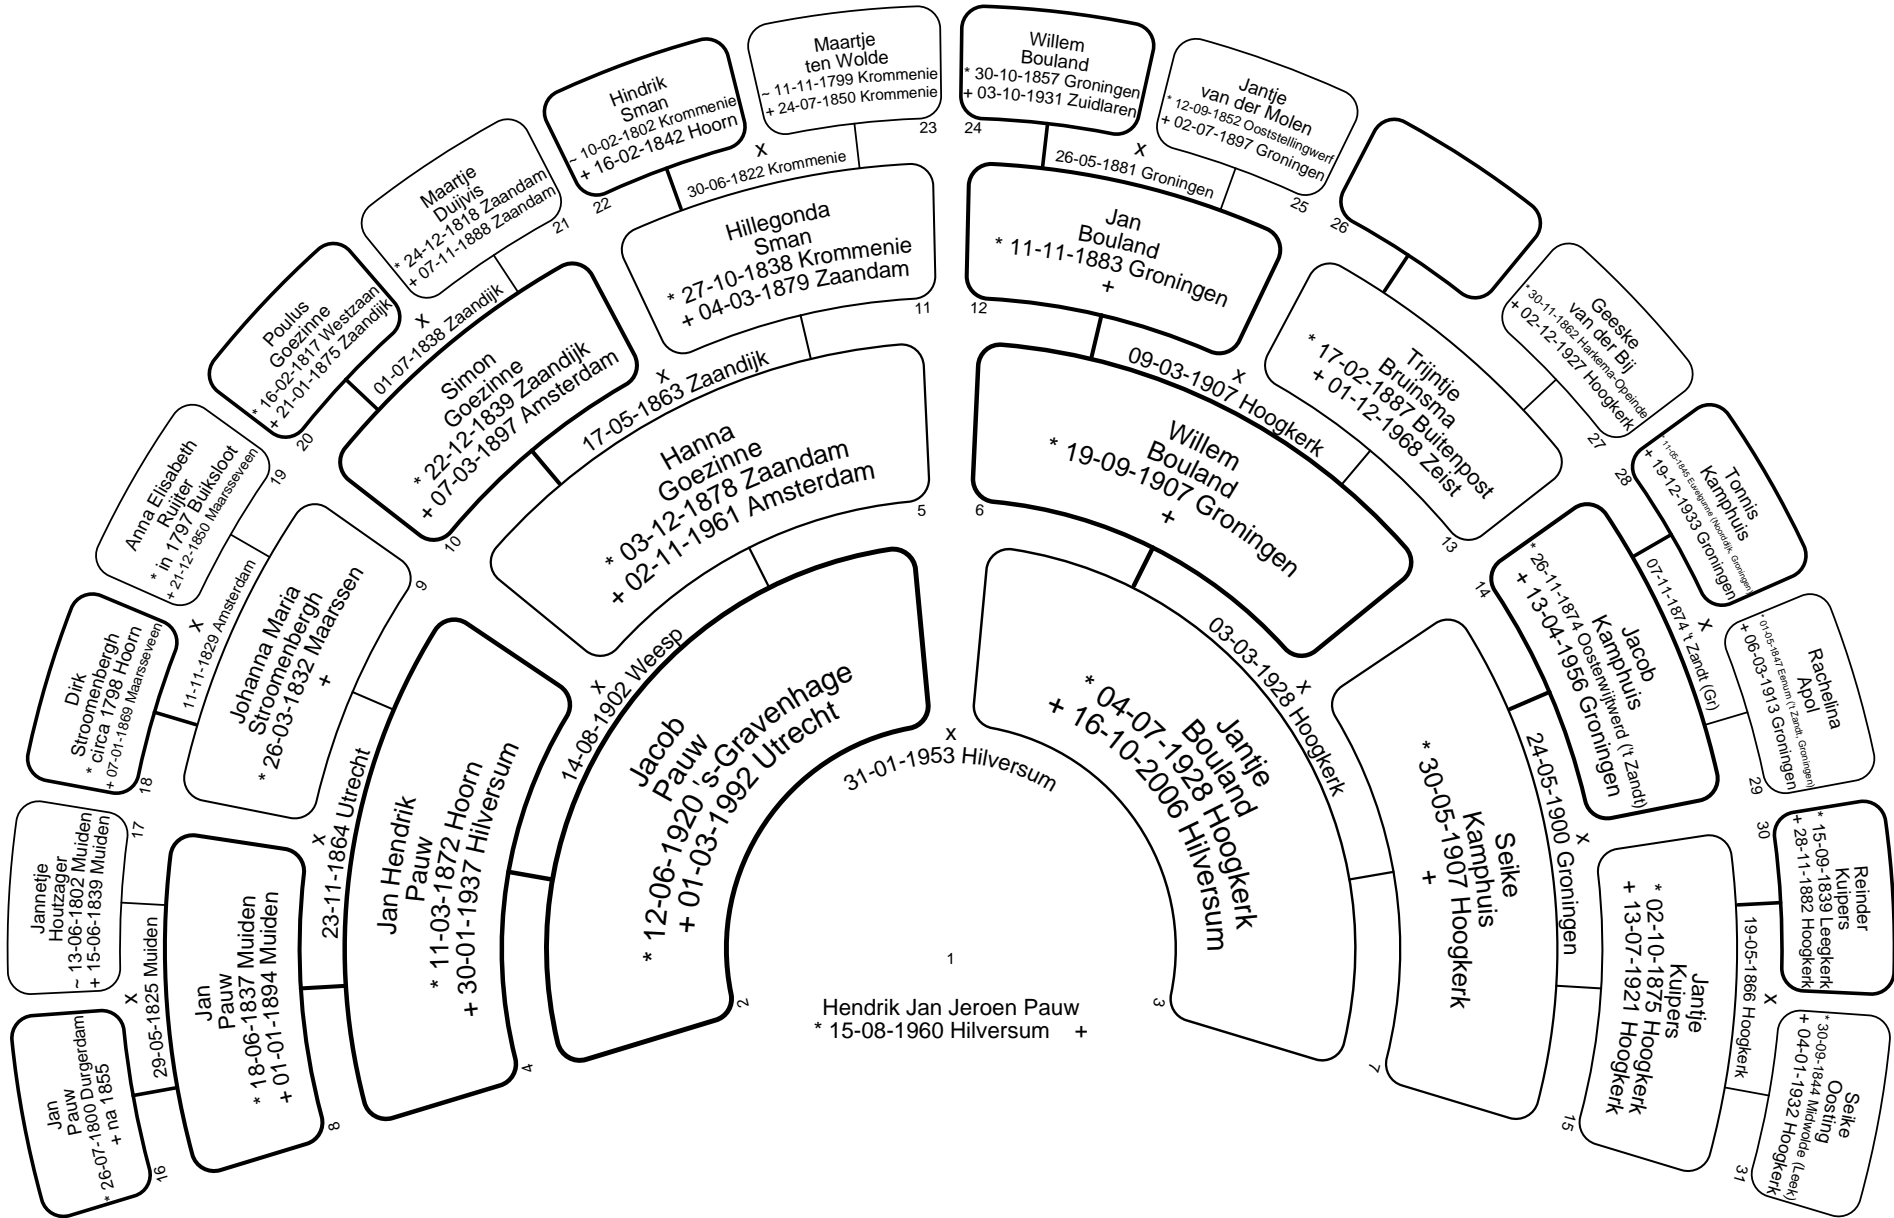 1
Hendrik Jan Jeroen Pauw
* 15-08-1960 Hilversum +
Jacob
Pauw
* 12-06-1920 's-Gravenhage
+ 01-03-1992 Utrecht
2
x
31-01-1953 Hilversum
Jantje
Bouland
* 04-07-1928 Hoogkerk
+ 16-10-2006 Hilversum
3
Jan Hendrik
Pauw
* 11-03-1872 Hoorn
+ 30-01-1937 Hilversum
4
x
14-08-1902 Weesp
Hanna
Goezinne
* 03-12-1878 Zaandam
+ 02-11-1961 Amsterdam
5
Willem
Bouland
* 19-09-1907 Groningen
+
6
x
03-03-1928 Hoogkerk
Seike
Kamphuis
* 30-05-1907 Hoogkerk
+
7
Jan
Pauw
* 18-06-1837 Muiden
+ 01-01-1894 Muiden
8
x
23-11-1864 Utrecht
Johanna Maria
Stroomenbergh
* 26-03-1832 Maarssen
+
9
Simon
Goezinne
* 22-12-1839 Zaandijk
+ 07-03-1897 Amsterdam
10
x
17-05-1863 Zaandijk
Hillegonda
Sman
* 27-10-1838 Krommenie
+ 04-03-1879 Zaandam
11
Jan
Bouland
* 11-11-1883 Groningen
+
12
x
09-03-1907 Hoogkerk
Trijntje
Bruinsma
* 17-02-1887 Buitenpost
+ 01-12-1968 Zeist
13
Jacob
Kamphuis
* 26-11-1874 Oosterwijtwerd ('t Zandt)
+ 13-04-1956 Groningen
14
x
24-05-1900 Groningen
Jantje
Kuipers
* 02-10-1875 Hoogkerk
+ 13-07-1921 Hoogkerk
15
Jan
Pauw
* 26-07-1800 Durgerdam
+ na 1855
16
x
29-05-1825 Muiden
Jannetje
Houtzager
~ 13-06-1802 Muiden
+ 15-06-1839 Muiden
17
Dirk
Stroomenbergh
* circa 1798 Hoorn
+ 07-01-1869 Maarsseveen
18
x
11-11-1829 Amsterdam
Anna Elisabeth
Ruijter
* in 1797 Buiksloot
+ 21-12-1850 Maarsseveen
19
Poulus
Goezinne
* 16-02-1817 Westzaan
+ 21-01-1875 Zaandijk
20
x
01-07-1838 Zaandijk
Maartje
Duijvis
* 24-12-1818 Zaandam
+ 07-11-1888 Zaandam
21
Hindrik
Sman
~ 10-02-1802 Krommenie
+ 16-02-1842 Hoorn
22
x
30-06-1822 Krommenie
Maartje
ten Wolde
~ 11-11-1799 Krommenie
+ 24-07-1850 Krommenie
23
Willem
Bouland
* 30-10-1857 Groningen
+ 03-10-1931 Zuidlaren
24
x
26-05-1881 Groningen
Jantje
van der Molen
* 12-09-1852 Ooststellingwerf
+ 02-07-1897 Groningen
25
26
Geeske
van der Bij
* 30-11-1862 Harkema-Opeinde
+ 02-12-1927 Hoogkerk
27
Tonnis
Kamphuis
* 11-05-1845 Euvelgunne (Noorddijk, Groningen)
+ 19-12-1933 Groningen
28
x
07-11-1874 't Zandt (Gr)
Rachelina
Apol
* 01-05-1847 Eenum ('t Zandt, Groningen)
+ 06-03-1913 Groningen
29
Reinder
Kuipers
* 15-09-1839 Leegkerk
+ 28-11-1882 Hoogkerk
30
x
19-05-1866 Hoogkerk
Seike
Oosting
* 30-09-1844 Midwolde (Leek)
+ 04-01-1932 Hoogkerk
31